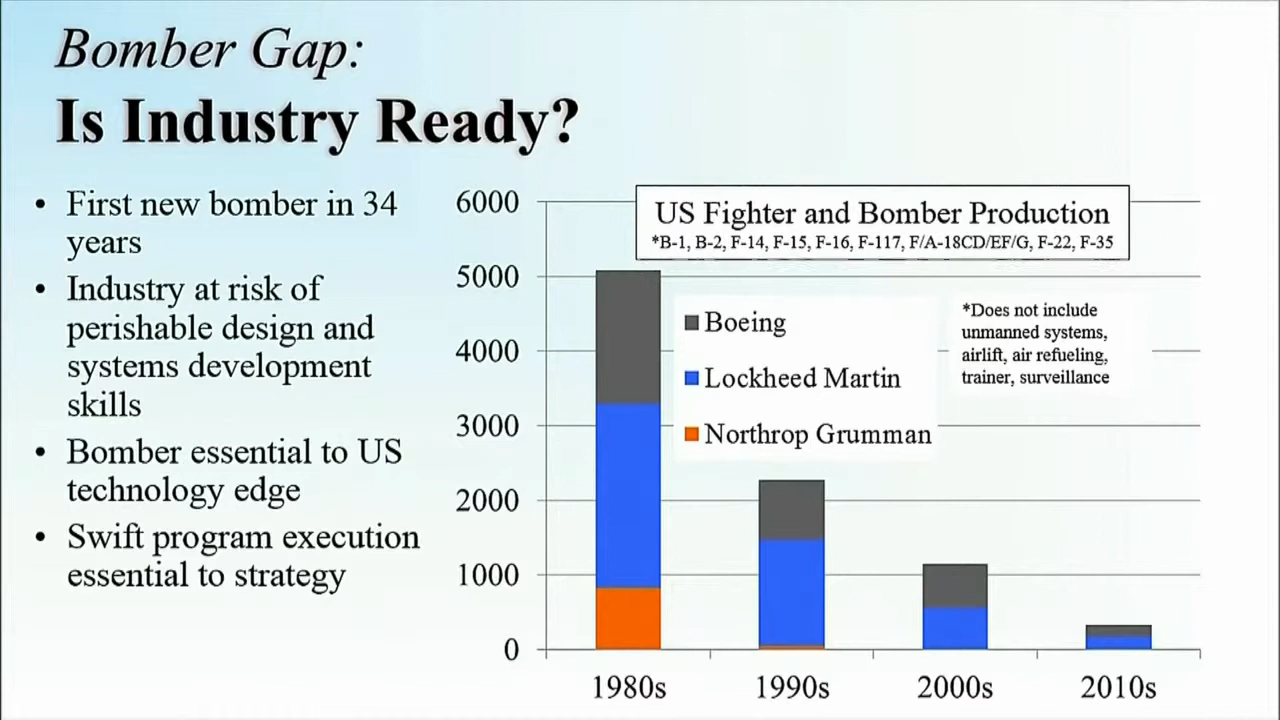 Bomber Gap:
Is Industry Ready?
• First new bomber in 34
years
• Industry at risk of
perishable design and
systems development
skills
• Bomber essential to US
technology edge
• Swift program execution
essential to strategy
US Fighter and Bomber Production
*B-1, B-2, F-14, F-15, F-16, F-117, F/A-18CD/EF/G, F-22, F-35
6000
5000
4000
3000
2000
1000
0
Boeing
Lockheed Martin
Northrop Grumman
*Does not include
unmanned systems,
airlift, air refueling,
trainer, surveillance
1980s 1990s 2000s 2010s